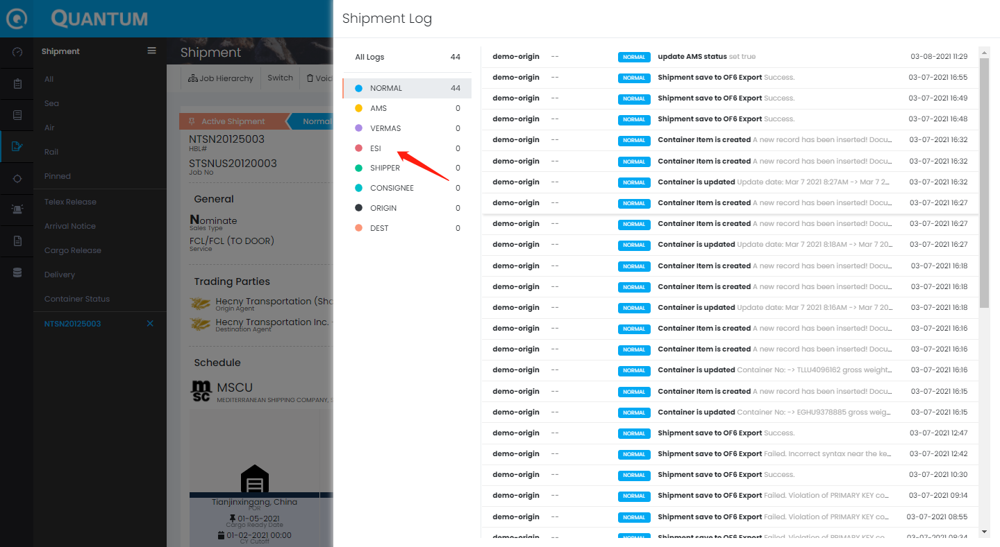 QUANTUM
Shipment
All
Sea
Air
Rail
Pinned
Telex Release
Arrival Notice
Cargo Release
Delivery
Container Status
NTSN20125003
Shipment
Job Hierarchy
Switch
Void
Active Shipment
Normal
NTSN20125003
HBL#
STSNUS20120003
Job No
General
Nominate
Sales Type
FCL/FCL (TO DOOR)
Service
Trading Parties
Hecny Transportation (Sha
Origin Agent
Hecny Transportation Inc. -
Destination Agent
Schedule
msc
MSCU
MEDITERRANEAN SHIPPING COMPANY, S
Tianjinxingang, China
POR
01-05-2021
Cargo Ready Date
01-02-2021 00:00
CY Cutoff
Shipment Log
All Logs 44
NORMAL 44
AMS 0
VERMAS 0
ESI 0
SHIPPER 0
CONSIGNEE 0
ORIGIN 0
DEST 0
demo-origin -- NORMAL update AMS status set true 03-08-2021 11:29
demo-origin -- NORMAL Shipment save to OF6 Export Success. 03-07-2021 16:55
demo-origin -- NORMAL Shipment save to OF6 Export Success. 03-07-2021 16:49
demo-origin -- NORMAL Shipment save to OF6 Export Success. 03-07-2021 16:48
demo-origin -- NORMAL Container Item is created A new record has been inserted! Docu... 03-07-2021 16:32
demo-origin -- NORMAL Container Item is created A new record has been inserted! Docu... 03-07-2021 16:32
demo-origin -- NORMAL Container is updated Update date: Mar 7 2021 8:27AM -> Mar 7 2... 03-07-2021 16:32
demo-origin -- NORMAL Container Item is created A new record has been inserted! Docu... 03-07-2021 16:27
demo-origin -- NORMAL Container Item is created A new record has been inserted! Docu... 03-07-2021 16:27
demo-origin -- NORMAL Container is updated Update date: Mar 7 2021 8:18AM -> Mar 7 20... 03-07-2021 16:27
demo-origin -- NORMAL Container Item is created A new record has been inserted! Docu... 03-07-2021 16:18
demo-origin -- NORMAL Container Item is created A new record has been inserted! Docu... 03-07-2021 16:18
demo-origin -- NORMAL Container is updated Update date: Mar 7 2021 8:16AM -> Mar 7 20... 03-07-2021 16:18
demo-origin -- NORMAL Container Item is created A new record has been inserted! Docu... 03-07-2021 16:16
demo-origin -- NORMAL Container Item is created A new record has been inserted! Docu... 03-07-2021 16:16
demo-origin -- NORMAL Container is updated Container No: -> TLLU4096162 gross weight... 03-07-2021 16:16
demo-origin -- NORMAL Container Item is created A new record has been inserted! Docu... 03-07-2021 16:15
demo-origin -- NORMAL Container is updated Container No: -> EGHU9378885 gross weig... 03-07-2021 16:15
demo-origin -- NORMAL Shipment save to OF6 Export Success. 03-07-2021 12:47
demo-origin -- NORMAL Shipment save to OF6 Export Failed. Incorrect syntax near the ke... 03-07-2021 12:42
demo-origin -- NORMAL Shipment save to OF6 Export Success. 03-07-2021 10:30
demo-origin -- NORMAL Shipment save to OF6 Export Failed. Violation of PRIMARY KEY co... 03-07-2021 09:14
demo-origin -- NORMAL Shipment save to OF6 Export Failed. Violation of PRIMARY KEY co... 03-07-2021 08:55
demo-origin -- NORMAL Shipment save to OF6 Export Failed. Violation of PRIMARY KEY co... 03-07-2021 08:34